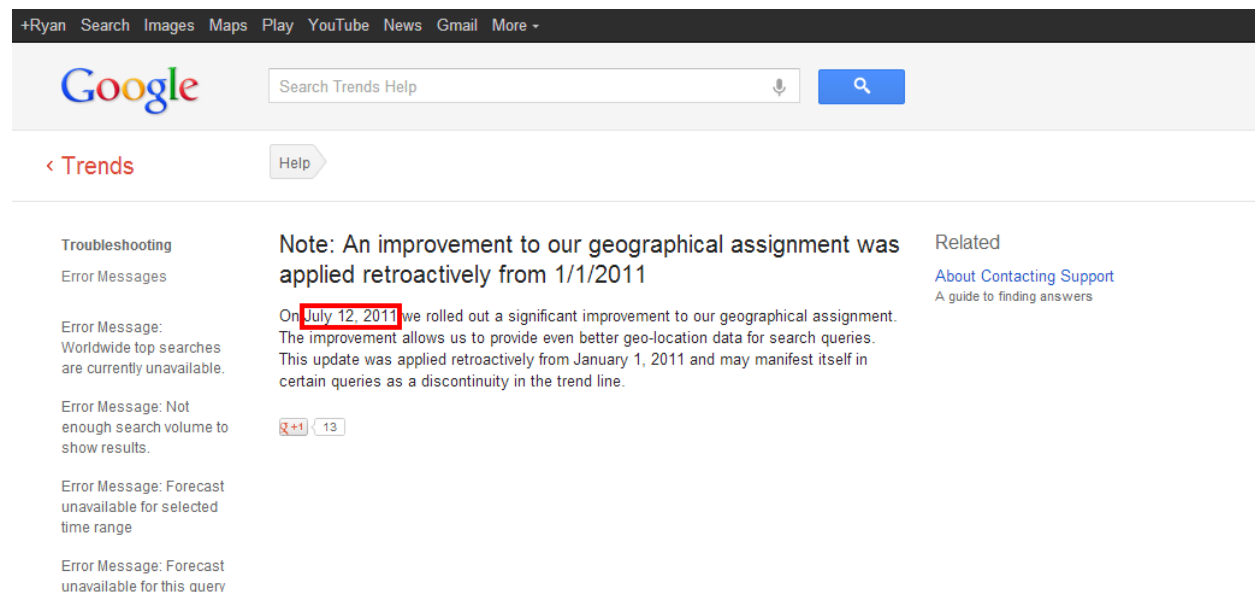 +Ryan Search Images Maps Play YouTube News Gmail More
Google
Search Trends Help
< Trends
Help
Troubleshooting
Error Messages
Error Message:
Worldwide top searches
are currently unavailable.
Error Message: Not
enough search volume to
show results.
Error Message: Forecast
unavailable for selected
time range
Error Message: Forecast
unavailable for this query
Note: An improvement to our geographical assignment was
applied retroactively from 1/1/2011
On July 12, 2011 we rolled out a significant improvement to our geographical assignment.
The improvement allows us to provide even better geo-location data for search queries.
This update was applied retroactively from January 1, 2011 and may manifest itself in
certain queries as a discontinuity in the trend line.
g+1 13
Related
About Contacting Support
A guide to finding answers